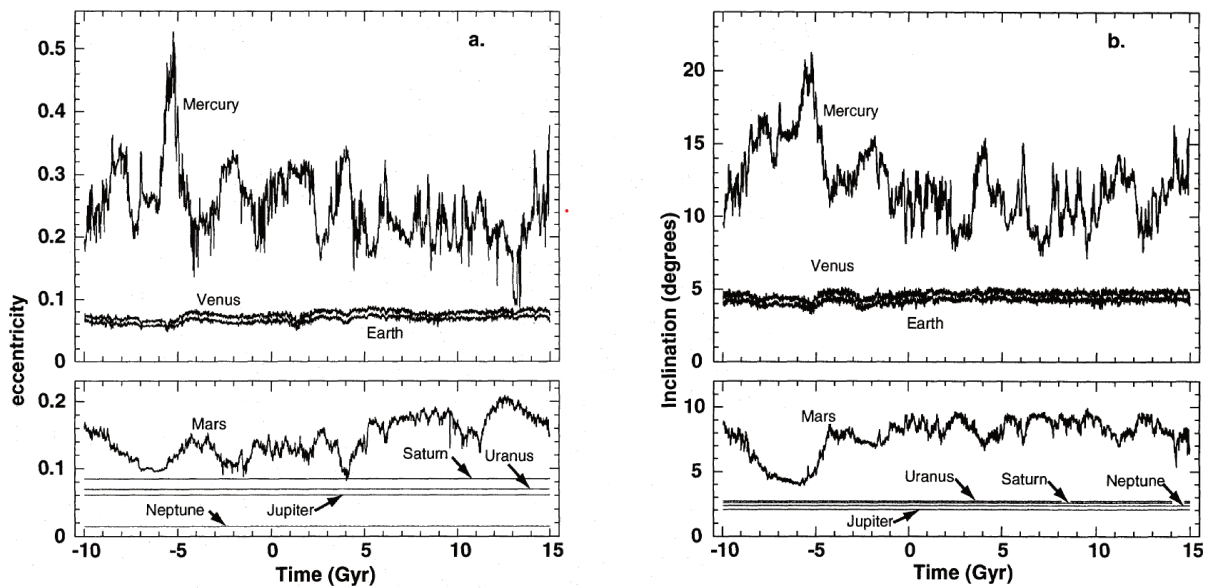 a.
0.5
0.4
0.3
0.2
0.1
0
Mercury
Venus
Earth
eccentricity
0.2
0.1
0
Mars
Saturn
Uranus
Neptune
Jupiter
-10 -5 0 5 10 15
Time (Gyr)
b.
20
15
10
5
0
Mercury
Venus
Earth
Inclination (degrees)
10
5
0
Mars
Uranus
Saturn
Neptune
Jupiter
-10 -5 0 5 10 15
Time (Gyr)